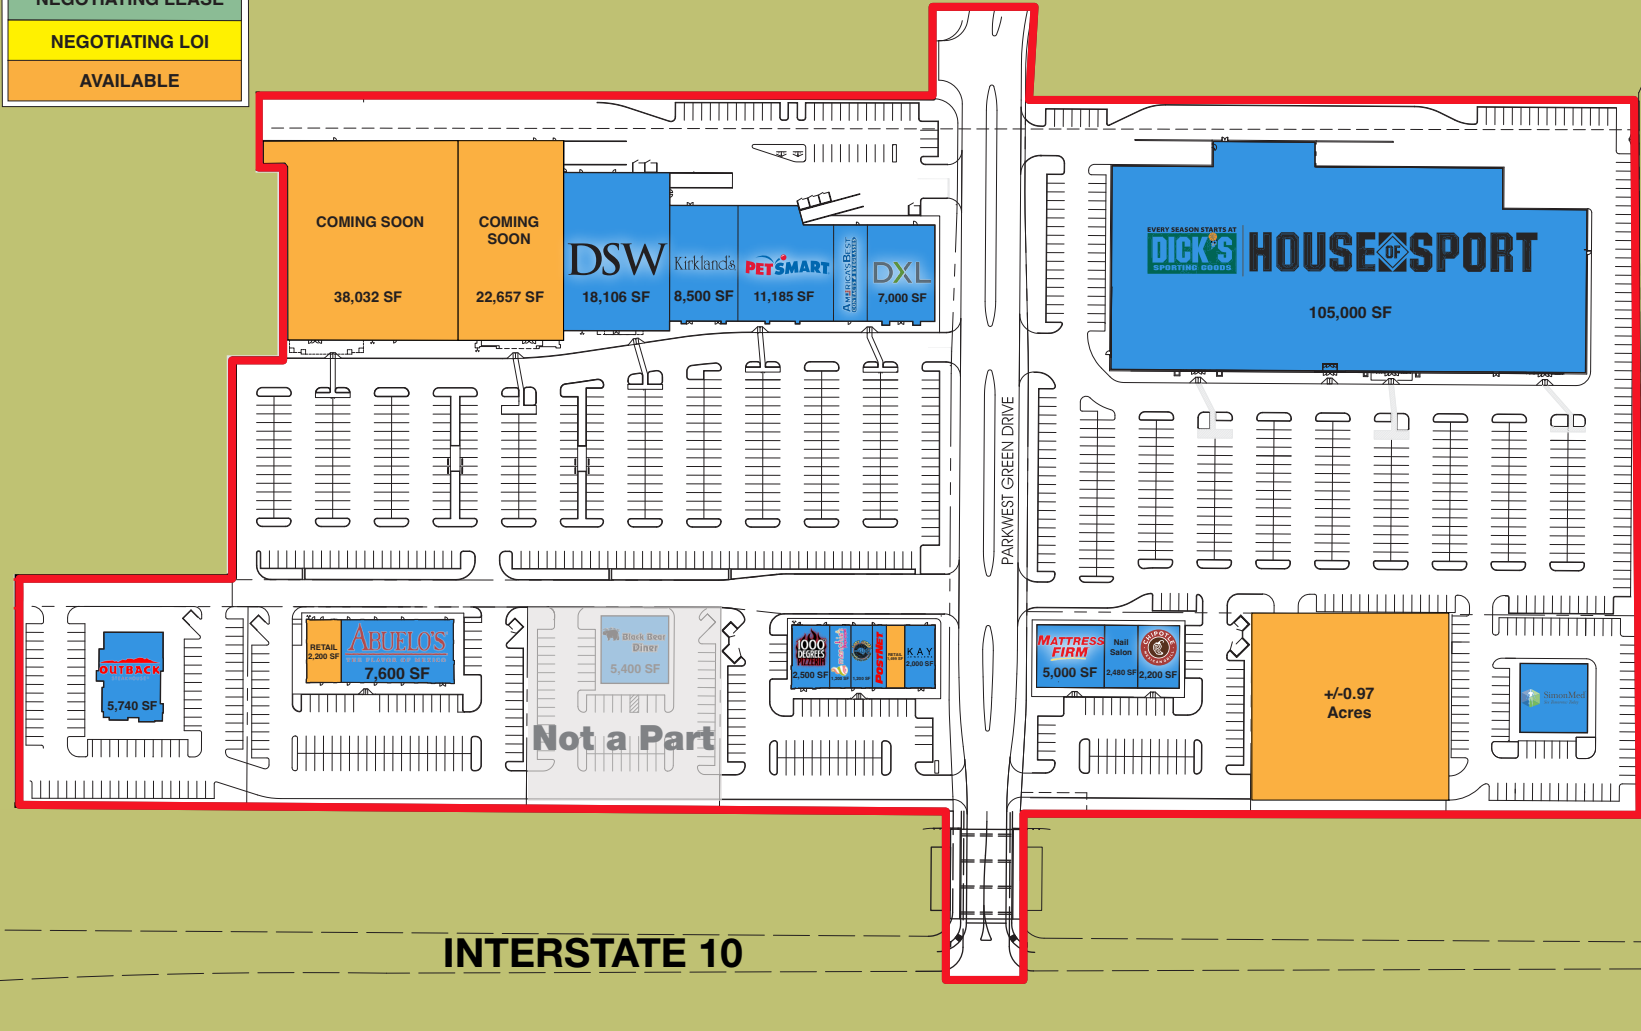 NEGOTIATING LEASE
NEGOTIATING LOI
AVAILABLE
COMING SOON
38,032 SF
COMING
SOON
22,657 SF
DSW
18,106 SF
Kirkland's
8,500 SF
PETSMART
11,185 SF
AMERICA'S BEST
DXL
7,000 SF
EVERY SEASON STARTS AT
DICK'S
SPORTING GOODS
HOUSE OF SPORT
105,000 SF
PARKWEST GREEN DRIVE
OUTBACK
5,740 SF
RETAIL
2,200 SF
ABUELO'S
THE FLAVOR OF MEXICO
7,600 SF
Black Bear
Diner
5,400 SF
Not a Part
1000
DEGREES
PIZZERIA
2,500 SF
POSTNET
RETAIL
KAY
2,000 SF
MATTRESS
FIRM
5,000 SF
Nail
Salon
2,480 SF
CHIPOTLE
2,200 SF
+/-0.97
Acres
SimonMed
INTERSTATE 10